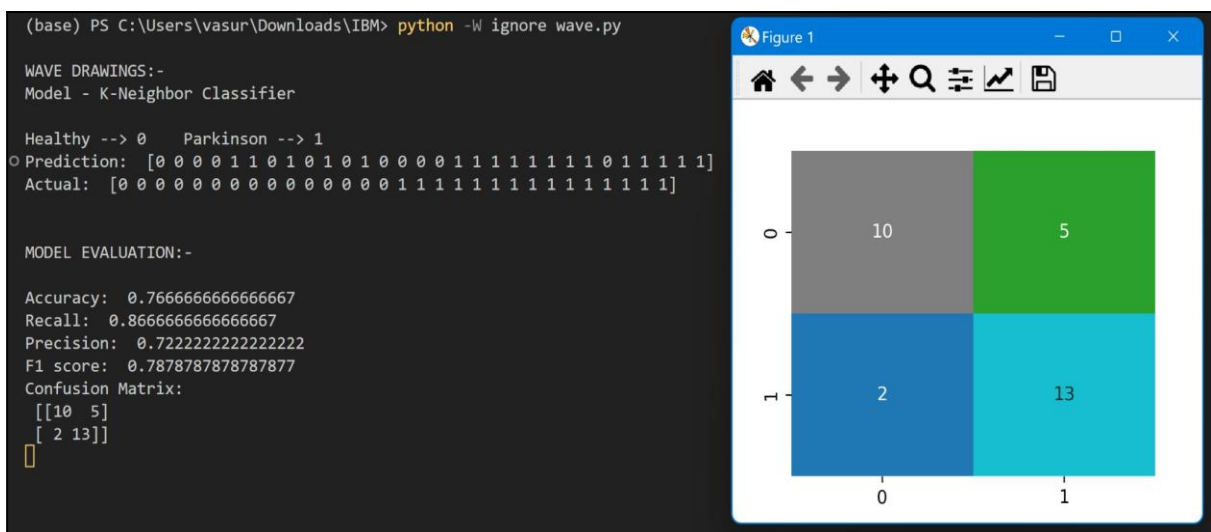 (base) PS C:\Users\vasur\Downloads\IBM> python -W ignore wave.py
WAVE DRAWINGS:-
Model - K-Neighbor Classifier
Healthy --> 0    Parkinson --> 1
Prediction:  [0 0 0 0 1 1 0 1 0 1 0 1 0 0 0 0 1 1 1 1 1 1 1 1 0 1 1 1 1 1]
Actual:  [0 0 0 0 0 0 0 0 0 0 0 0 0 0 0 1 1 1 1 1 1 1 1 1 1 1 1 1 1 1]
MODEL EVALUATION:-
Accuracy:  0.7666666666666667
Recall:  0.8666666666666667
Precision:  0.7222222222222222
F1 score:  0.7878787878787877
Confusion Matrix:
[[10  5]
[ 2 13]]
Figure 1
0
10
5
1
2
13
0
1